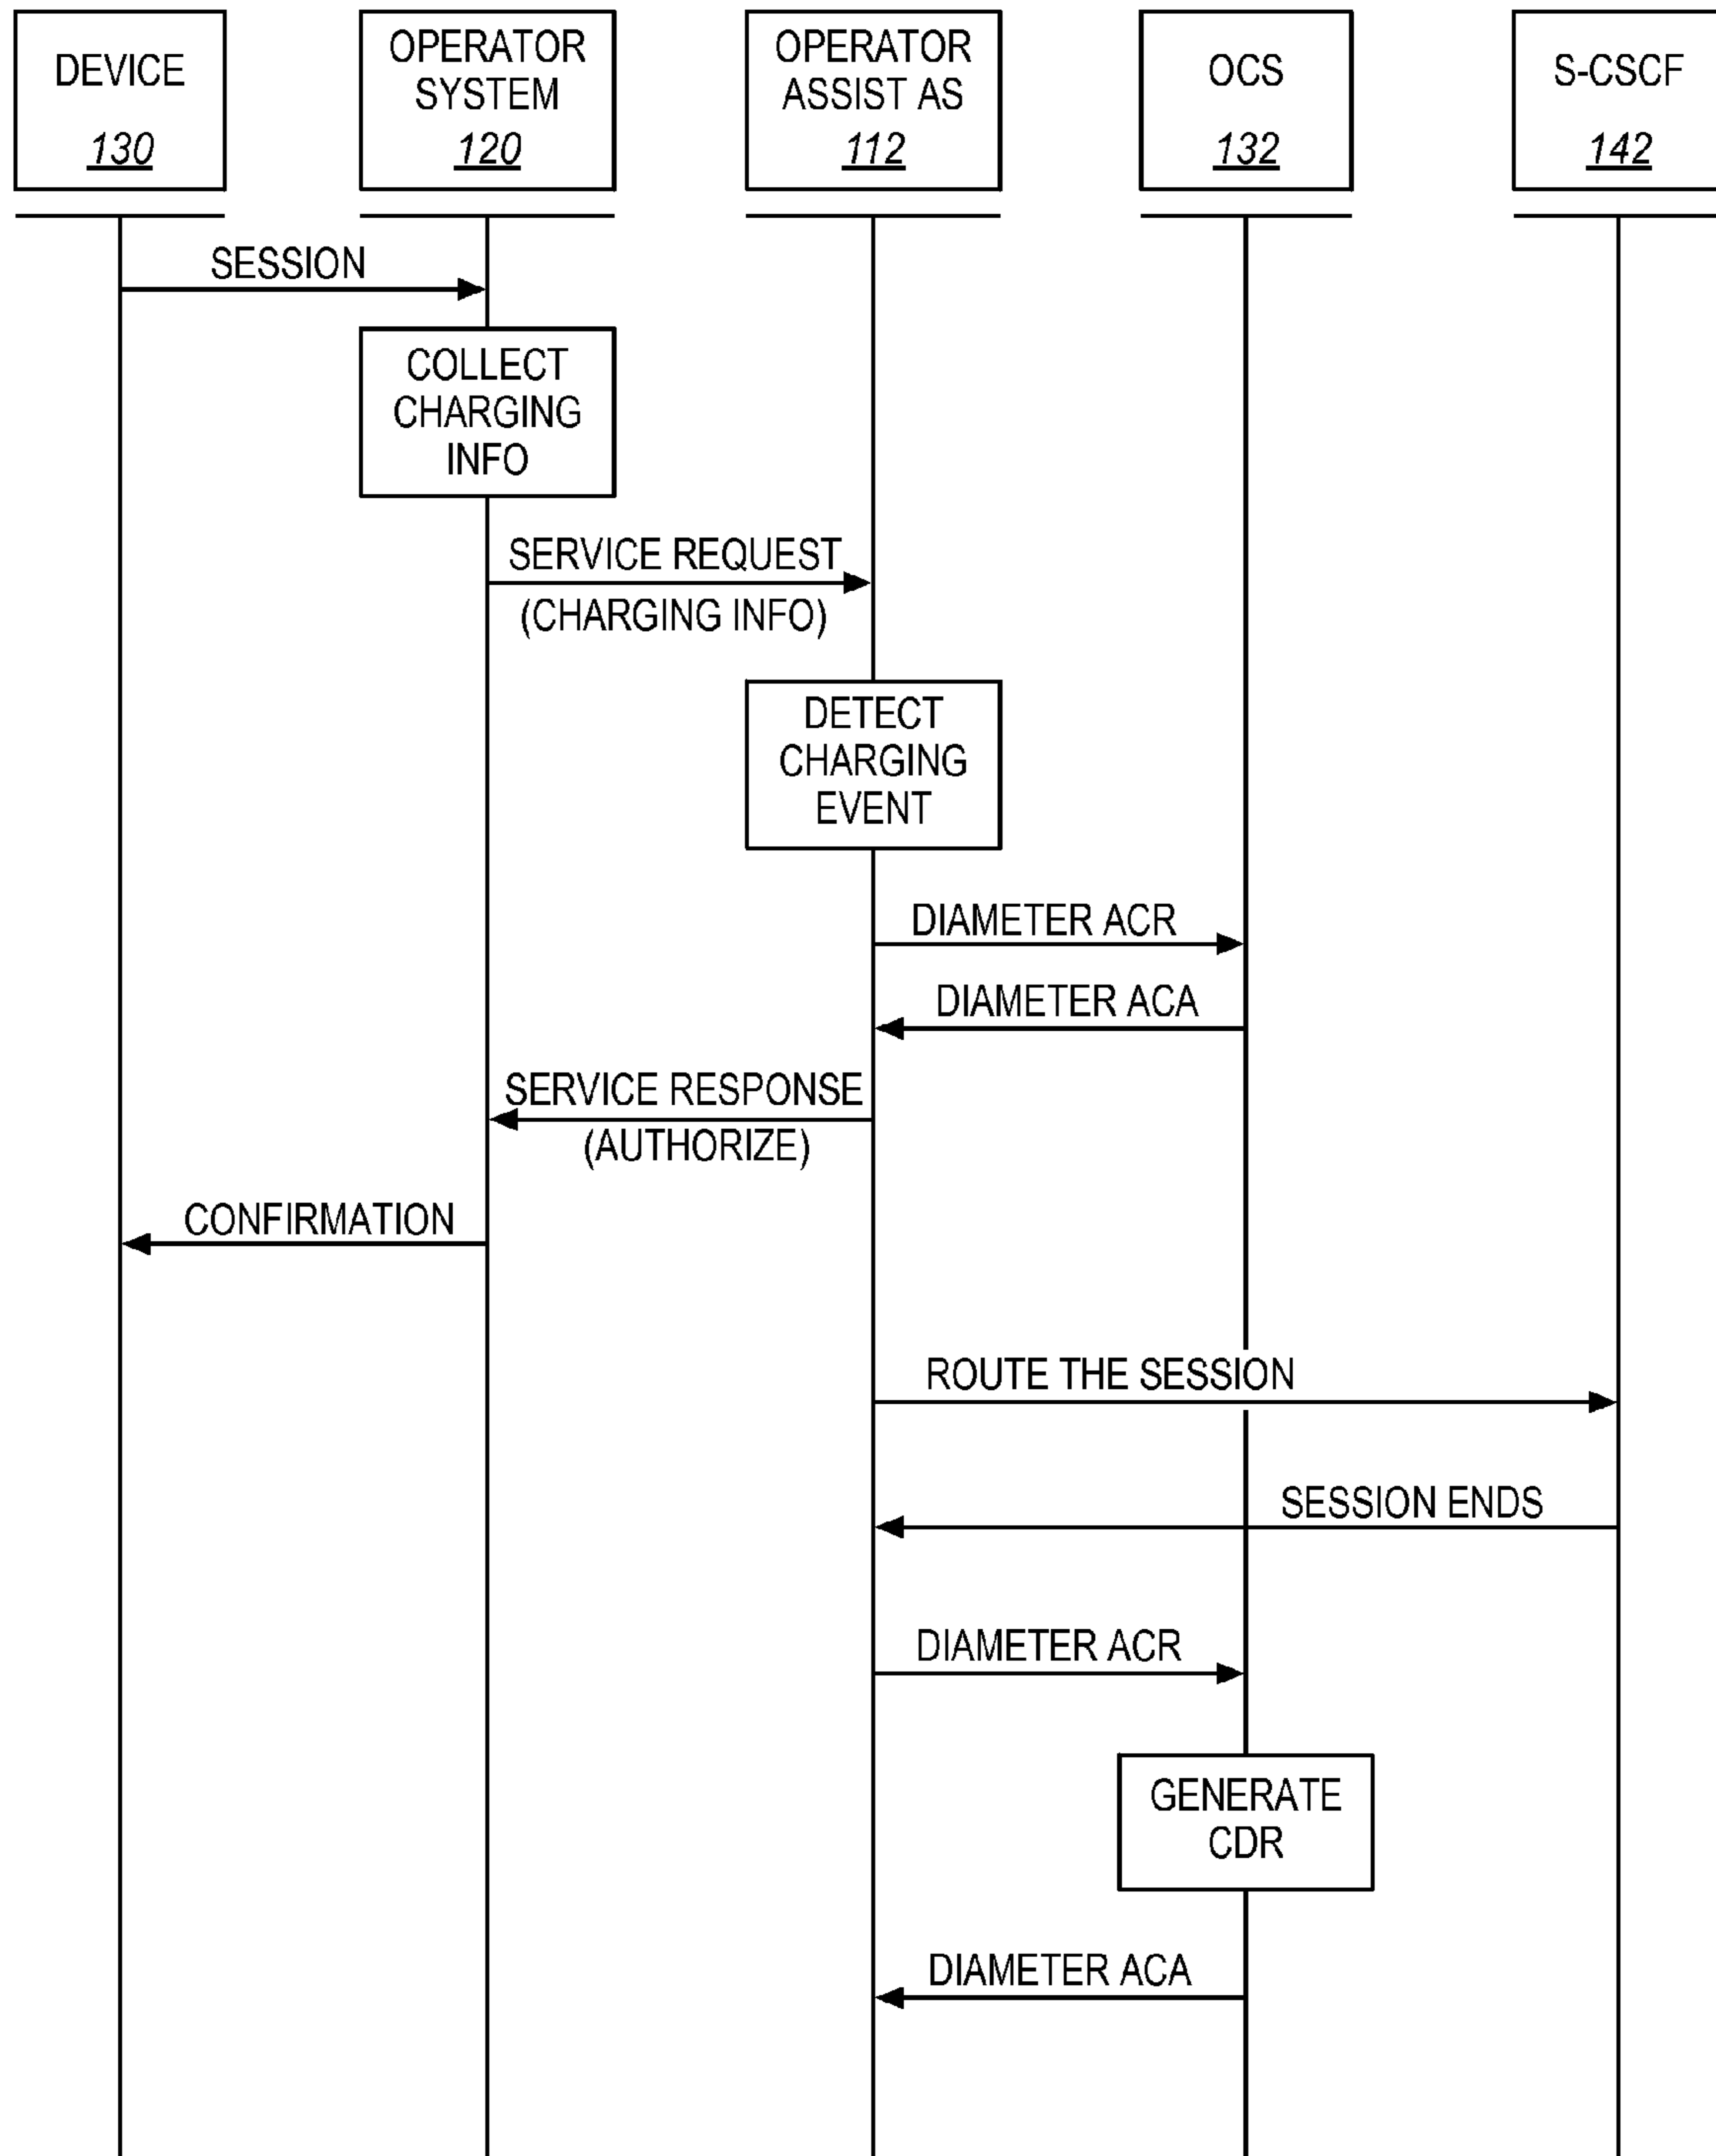 DEVICE
130
OPERATOR
SYSTEM
120
OPERATOR
ASSIST AS
112
OCS
132
S-CSCF
142
SESSION
COLLECT
CHARGING
INFO
SERVICE REQUEST
(CHARGING INFO)
DETECT
CHARGING
EVENT
DIAMETER ACR
DIAMETER ACA
SERVICE RESPONSE
(AUTHORIZE)
CONFIRMATION
ROUTE THE SESSION
SESSION ENDS
DIAMETER ACR
GENERATE
CDR
DIAMETER ACA